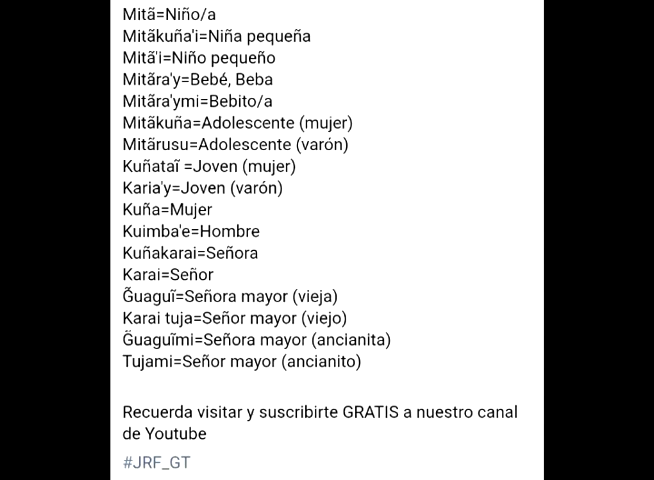 Mitã=Niño/a
Mitãkuña'i=Niña pequeña
Mitã'i=Niño pequeño
Mitãra'y=Bebé, Beba
Mitãra'ymi=Bebito/a
Mitãkuña=Adolescente (mujer)
Mitãrusu=Adolescente (varón)
Kuñataĩ =Joven (mujer)
Karia'y=Joven (varón)
Kuña=Mujer
Kuimba'e=Hombre
Kuñakarai=Señora
Karai=Señor
G̃uaguĩ=Señora mayor (vieja)
Karai tuja=Señor mayor (viejo)
G̃uaguĩmi=Señora mayor (ancianita)
Tujami=Señor mayor (ancianito)
Recuerda visitar y suscribirte GRATIS a nuestro canal
de Youtube
#JRF_GT